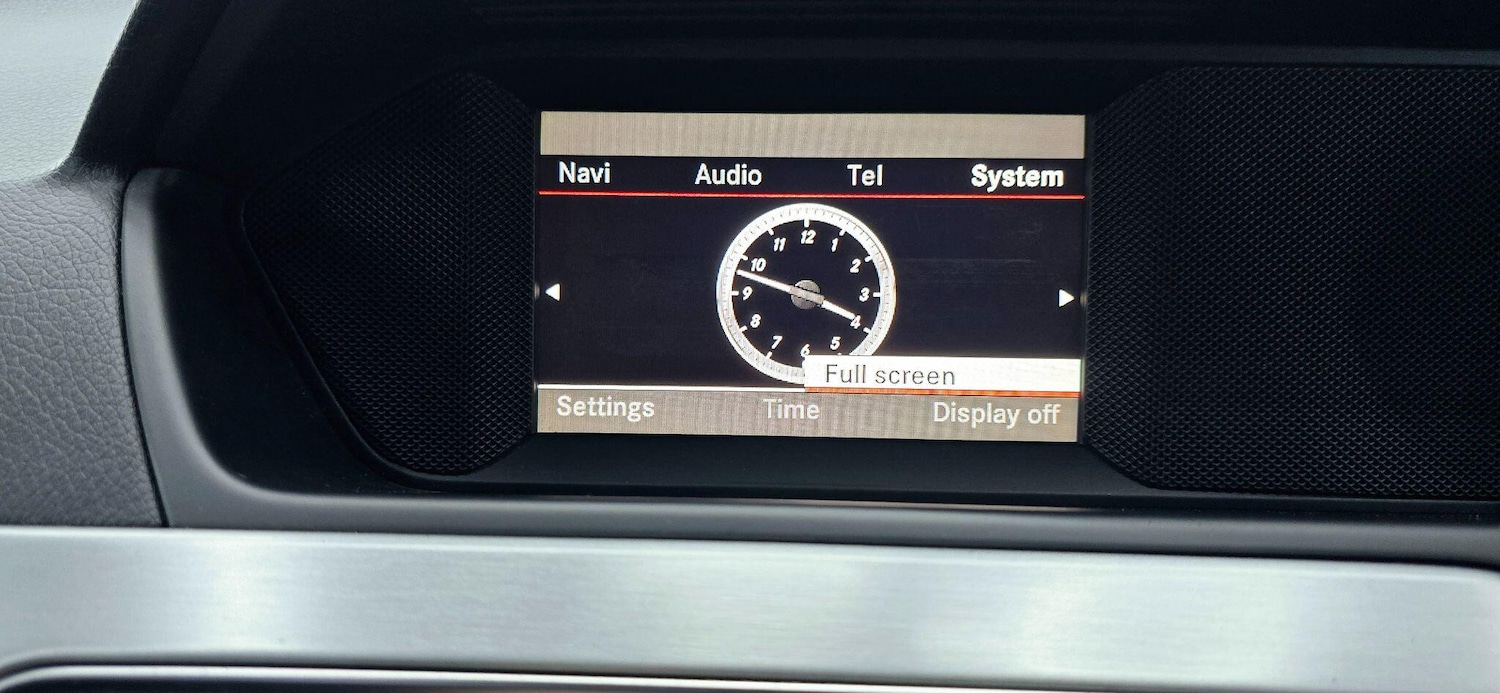 Navi Audio Tel System
11 12 1
10 2
9 3
8 4
7 6 5
Full screen
Settings Time Display off